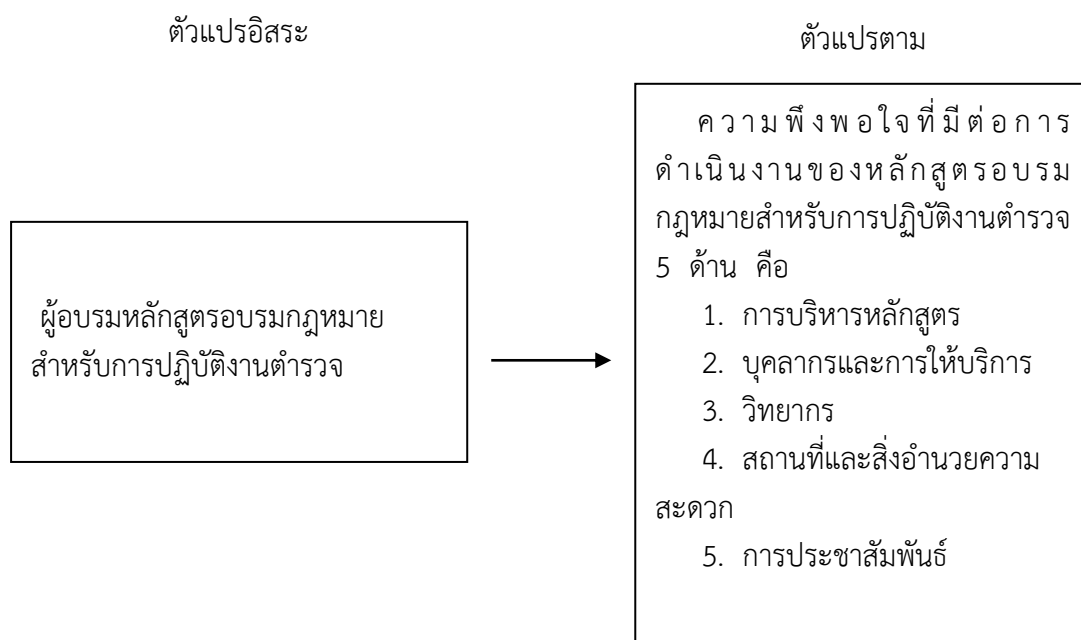 ตัวแปรอิสระ
ตัวแปรตาม
ผู้อบรมหลักสูตรอบรมกฎหมาย
สำหรับการปฏิบัติงานตำรวจ
ความพึงพอใจที่มีต่อการ
ดำเนินงานของหลักสูตรอบรม
กฎหมายสำหรับการปฏิบัติงานตำรวจ
5 ด้าน คือ
1. การบริหารหลักสูตร
2. บุคลากรและการให้บริการ
3. วิทยากร
4. สถานที่และสิ่งอำนวยความ
สะดวก
5. การประชาสัมพันธ์